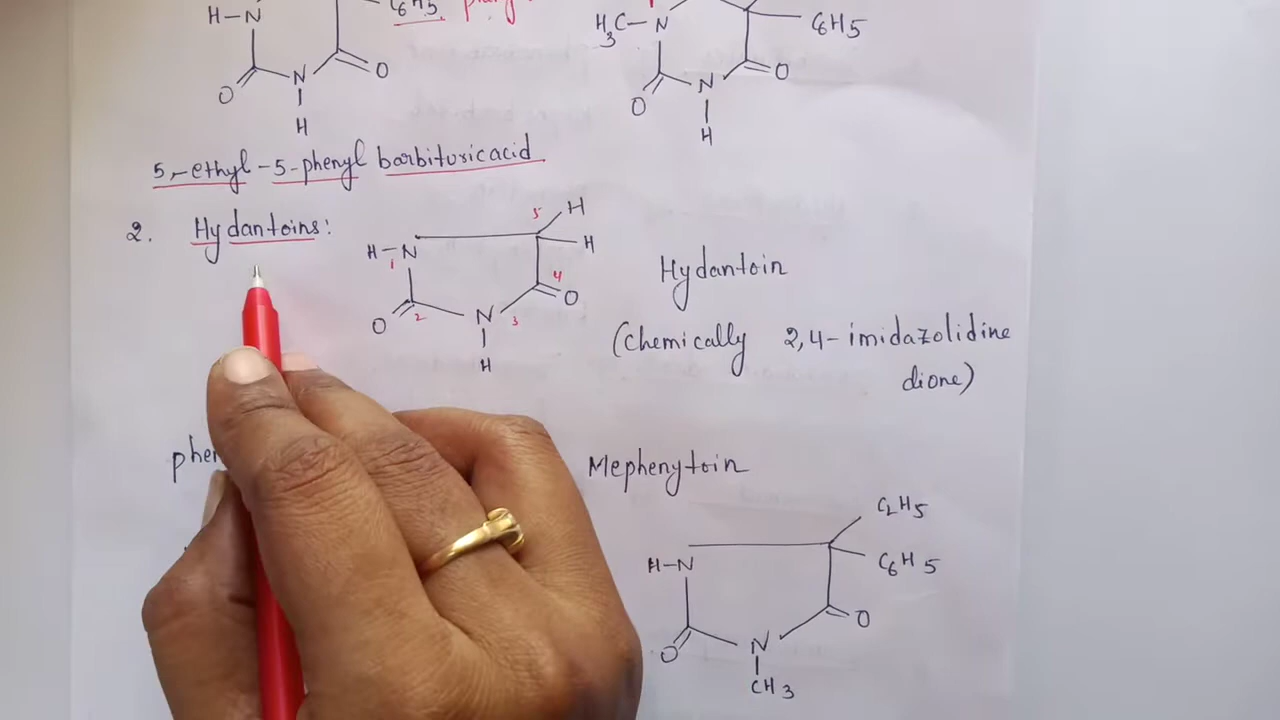 H-N C6H5
O N O
H
H3C-N C6H5
O N O
H
5,-ethyl-5-phenyl barbituric acid
2. Hydantoins:
5 H
H-N H
1 4
O 2 N 3 O
H
Hydantoin
(Chemically 2,4-imidazolidine
dione)
Mephenytoin
C2H5
H-N C6H5
O N O
CH3